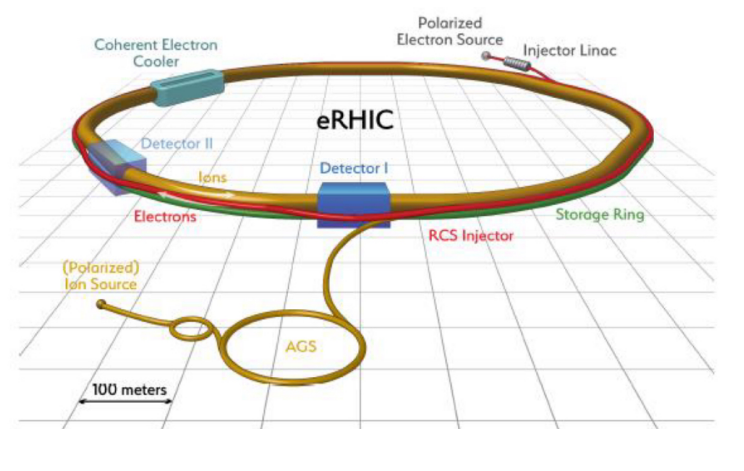 Polarized
Electron Source
Injector Linac
Coherent Electron
Cooler
eRHIC
Detector II
Detector I
Ions
Electrons
Storage Ring
RCS Injector
(Polarized)
Ion Source
AGS
100 meters